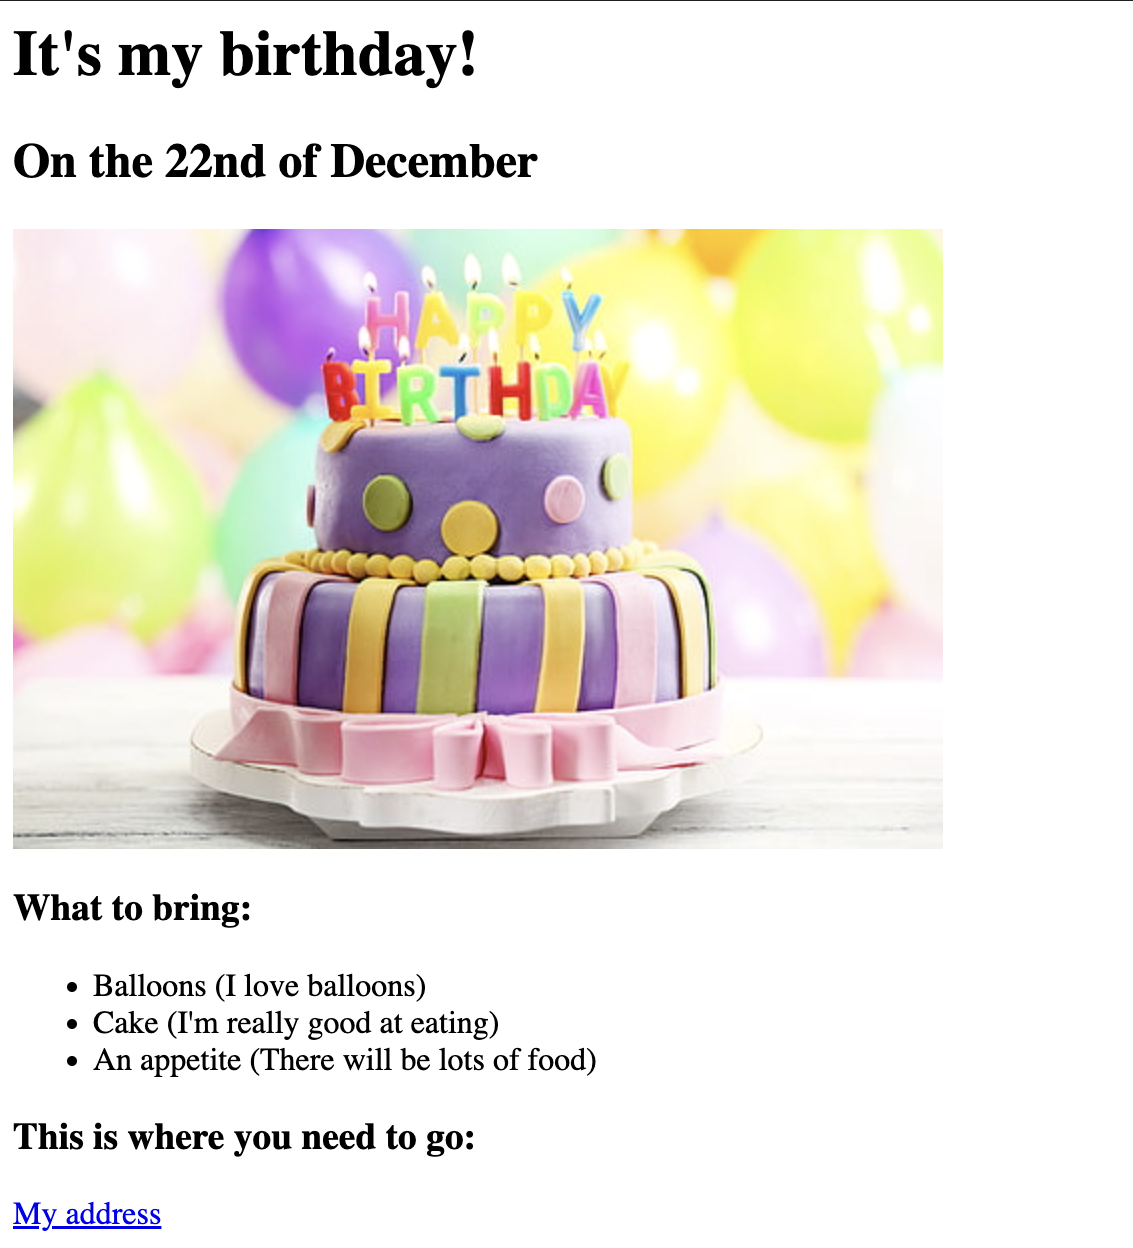 It's my birthday!
On the 22nd of December
HAPPY
BIRTHDAY
What to bring:
Balloons (I love balloons)
Cake (I'm really good at eating)
An appetite (There will be lots of food)
This is where you need to go:
My address